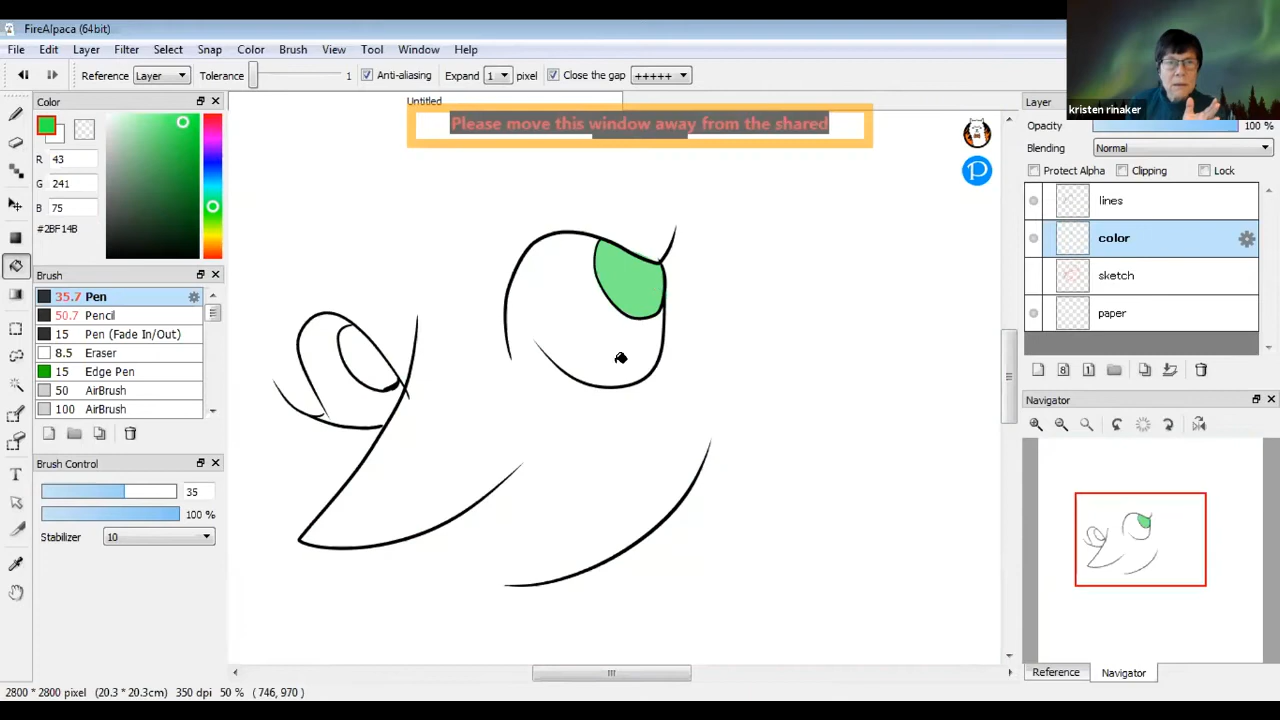 FireAlpaca (64bit)
File Edit Layer Filter Select Snap Color Brush View Tool Window Help
Reference Layer Tolerance 1 Anti-aliasing Expand 1 pixel Close the gap +++++
kristen rinaker
Color
Untitled
Please move this window away from the shared
Layer
Opacity 100 %
Blending Normal
Protect Alpha Clipping Lock
R 43
G 241
B 75
#2BF14B
lines
color
sketch
paper
Brush
35.7 Pen
50.7 Pencil
15 Pen (Fade In/Out)
8.5 Eraser
15 Edge Pen
50 AirBrush
100 AirBrush
8 1
Navigator
Brush Control
35
100 %
Stabilizer 10
T
P
Reference Navigator
2800 * 2800 pixel (20.3 * 20.3cm) 350 dpi 50 % (746, 970)